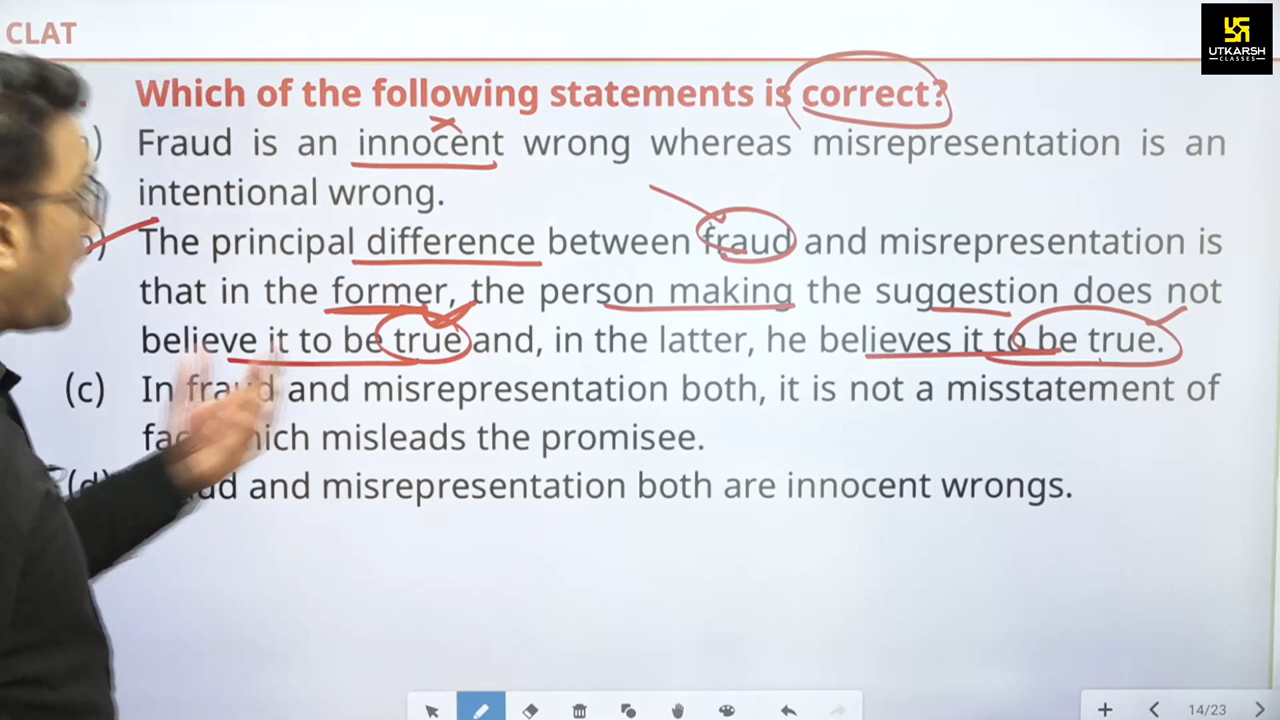 CLAT
UTKARSH
CLASSES
Which of the following statements is correct?
) Fraud is an innocent wrong whereas misrepresentation is an
intentional wrong.
) The principal difference between fraud and misrepresentation is
that in the former, the person making the suggestion does not
believe it to be true and, in the latter, he believes it to be true.
(c) In fraud and misrepresentation both, it is not a misstatement of
which misleads the promisee.
(d) and misrepresentation both are innocent wrongs.
14/23